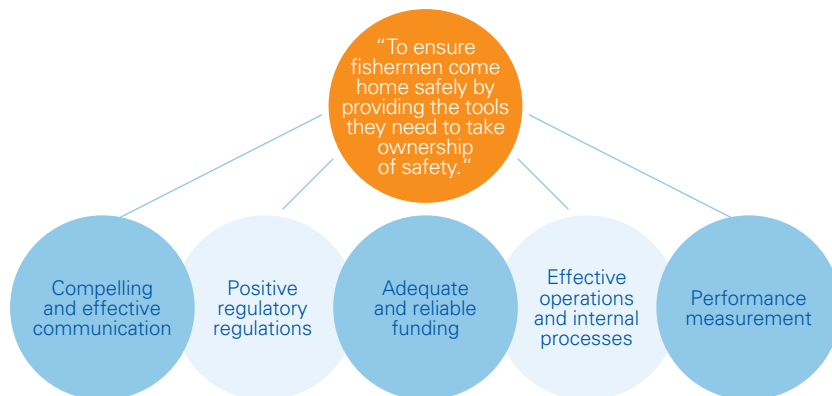 “To ensure
fishermen come
home safely by
providing the tools
they need to take
ownership
of safety.“
Compelling
and effective
communication
Positive
regulatory
regulations
Adequate
and reliable
funding
Effective
operations
and internal
processes
Performance
measurement